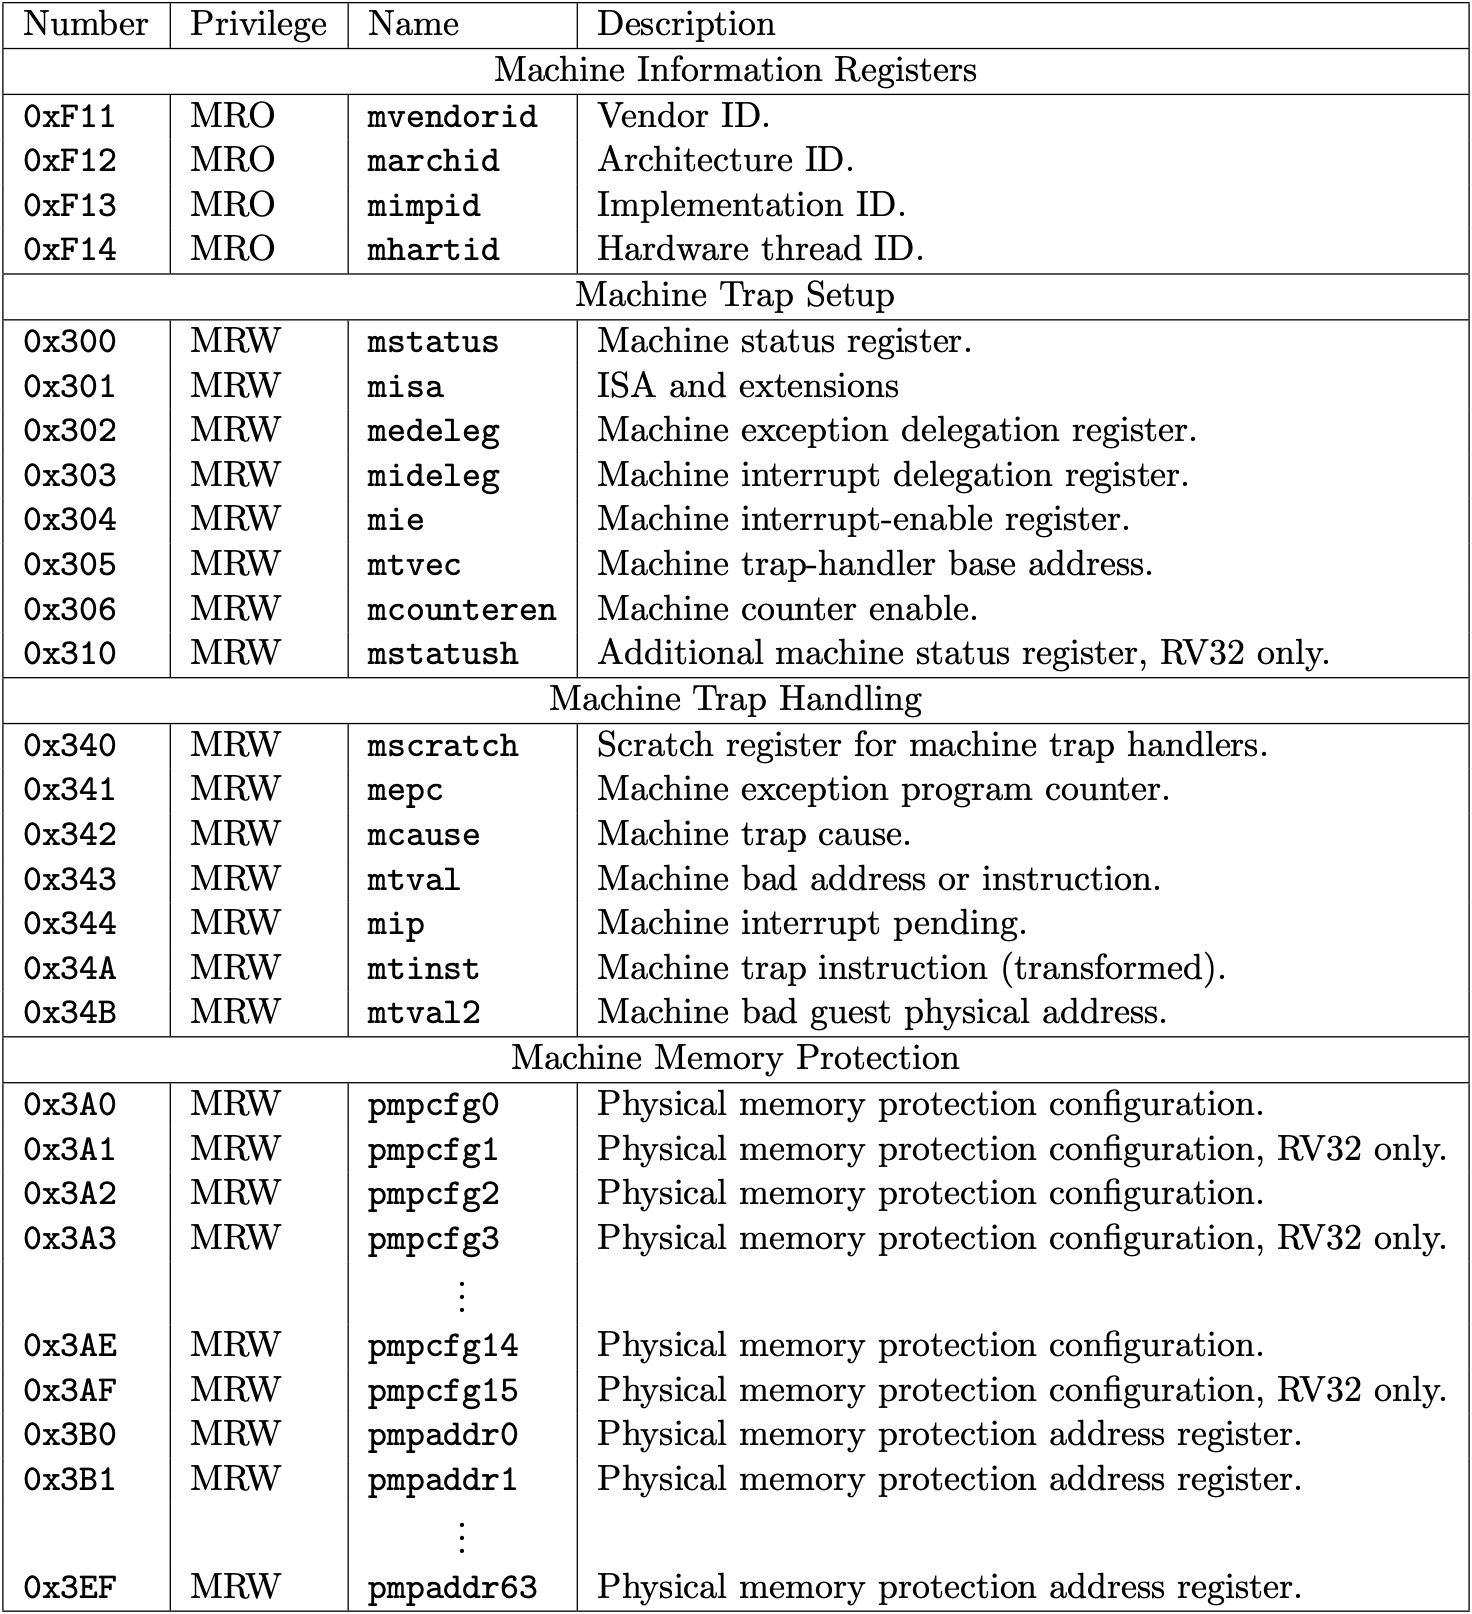 Number Privilege Name Description
Machine Information Registers
0xF11 MRO mvendorid Vendor ID.
0xF12 MRO marchid Architecture ID.
0xF13 MRO mimpid Implementation ID.
0xF14 MRO mhartid Hardware thread ID.
Machine Trap Setup
0x300 MRW mstatus Machine status register.
0x301 MRW misa ISA and extensions
0x302 MRW medeleg Machine exception delegation register.
0x303 MRW mideleg Machine interrupt delegation register.
0x304 MRW mie Machine interrupt-enable register.
0x305 MRW mtvec Machine trap-handler base address.
0x306 MRW mcounteren Machine counter enable.
0x310 MRW mstatush Additional machine status register, RV32 only.
Machine Trap Handling
0x340 MRW mscratch Scratch register for machine trap handlers.
0x341 MRW mepc Machine exception program counter.
0x342 MRW mcause Machine trap cause.
0x343 MRW mtval Machine bad address or instruction.
0x344 MRW mip Machine interrupt pending.
0x34A MRW mtinst Machine trap instruction (transformed).
0x34B MRW mtval2 Machine bad guest physical address.
Machine Memory Protection
0x3A0 MRW pmpcfg0 Physical memory protection configuration.
0x3A1 MRW pmpcfg1 Physical memory protection configuration, RV32 only.
0x3A2 MRW pmpcfg2 Physical memory protection configuration.
0x3A3 MRW pmpcfg3 Physical memory protection configuration, RV32 only.
⋮
0x3AE MRW pmpcfg14 Physical memory protection configuration.
0x3AF MRW pmpcfg15 Physical memory protection configuration, RV32 only.
0x3B0 MRW pmpaddr0 Physical memory protection address register.
0x3B1 MRW pmpaddr1 Physical memory protection address register.
⋮
0x3EF MRW pmpaddr63 Physical memory protection address register.